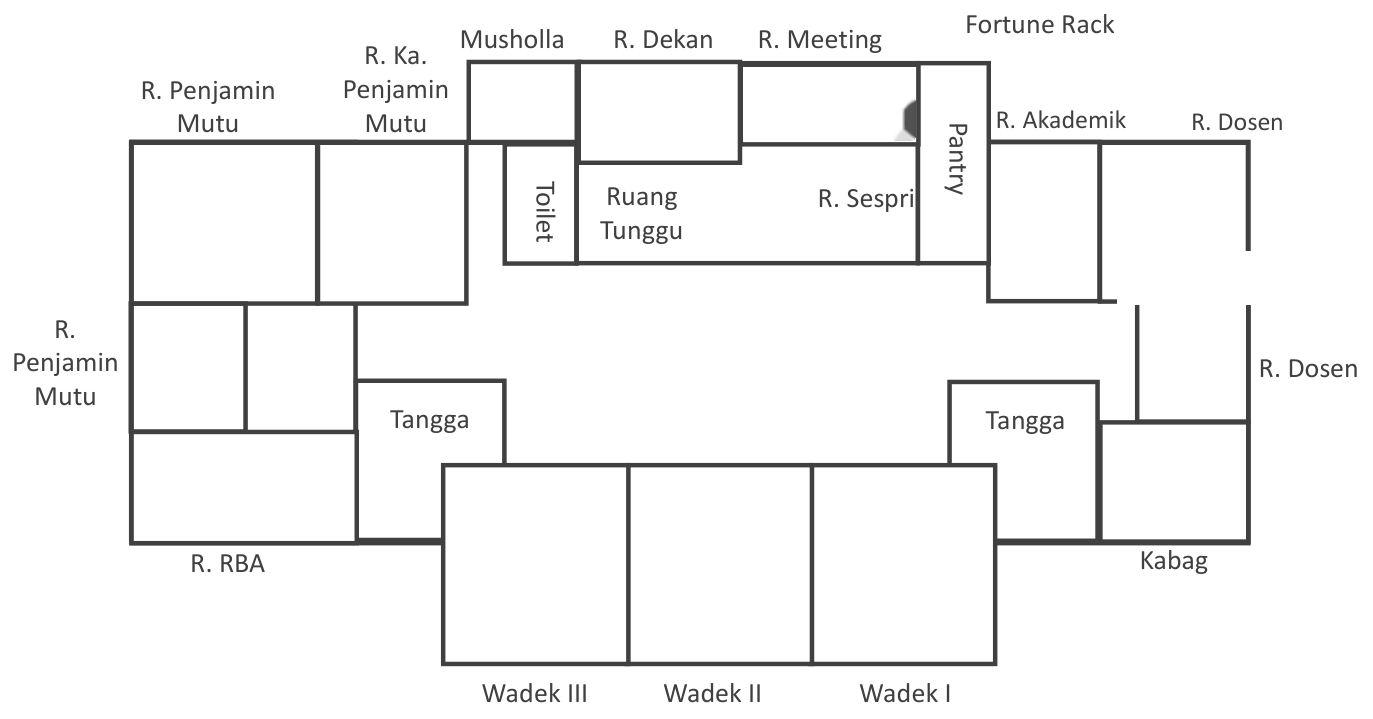 Fortune Rack
Musholla
R. Dekan
R. Meeting
R. Ka.
Penjamin
Mutu
R. Penjamin
Mutu
R. Akademik
R. Dosen
Pantry
Toilet
Ruang
Tunggu
R. Sespri
R.
Penjamin
Mutu
R. Dosen
Tangga
Tangga
R. RBA
Kabag
Wadek III
Wadek II
Wadek I